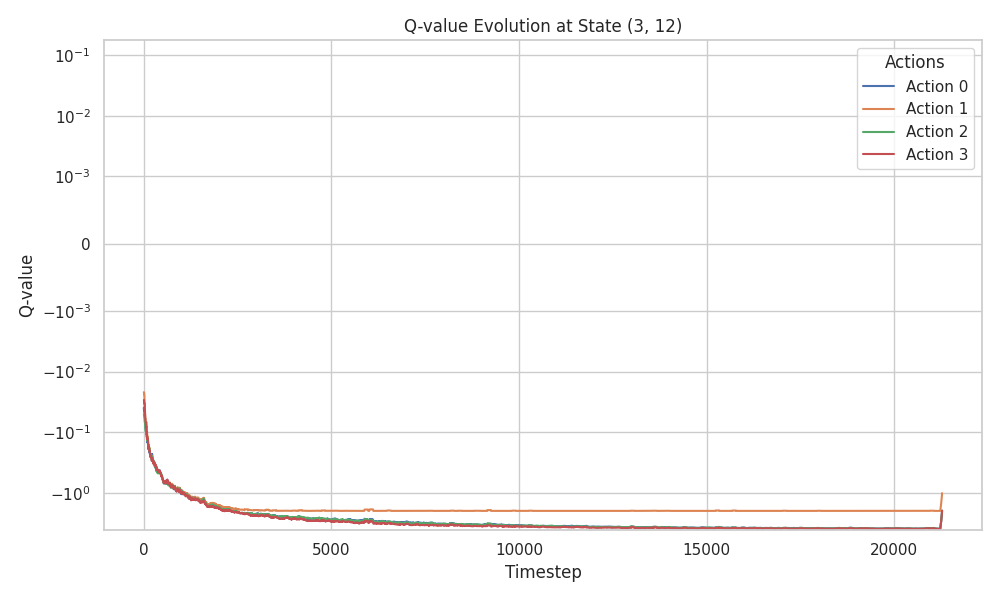 Q-value Evolution at State (3, 12)
Q-value
10⁻¹
10⁻²
10⁻³
0
−10⁻³
−10⁻²
−10⁻¹
−10⁰
Actions
Action 0
Action 1
Action 2
Action 3
0 5000 10000 15000 20000
Timestep